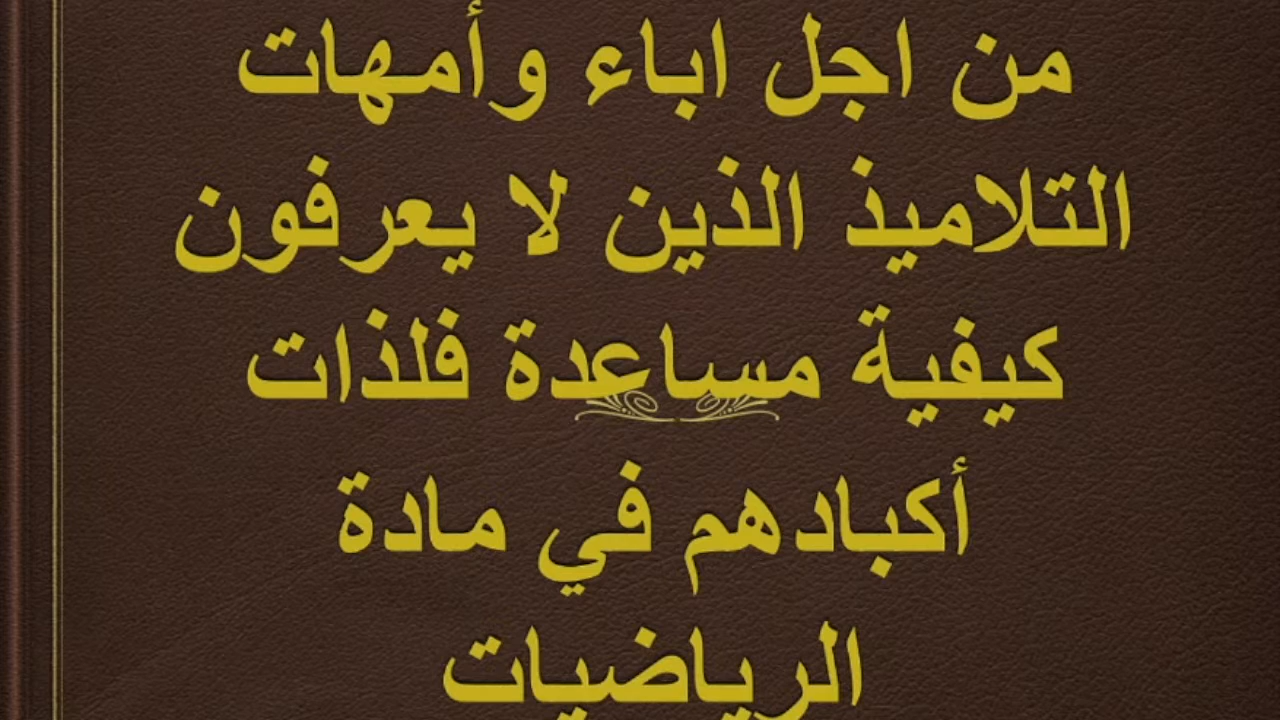 من اجل اباء وأمهات
التلاميذ الذين لا يعرفون
كيفية مساعدة فلذات
أكبادهم في مادة
الرياضيات